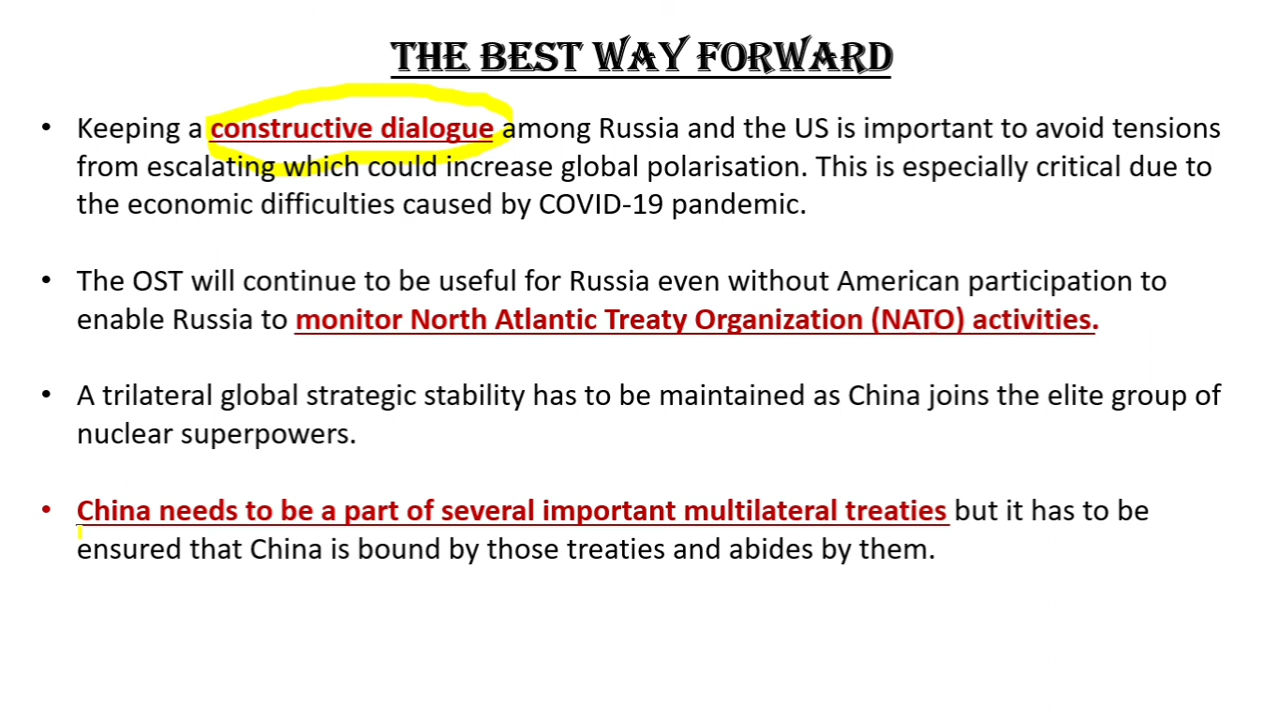 THE BEST WAY FORWARD
• Keeping a constructive dialogue among Russia and the US is important to avoid tensions
from escalating which could increase global polarisation. This is especially critical due to
the economic difficulties caused by COVID-19 pandemic.
• The OST will continue to be useful for Russia even without American participation to
enable Russia to monitor North Atlantic Treaty Organization (NATO) activities.
• A trilateral global strategic stability has to be maintained as China joins the elite group of
nuclear superpowers.
• China needs to be a part of several important multilateral treaties but it has to be
ensured that China is bound by those treaties and abides by them.